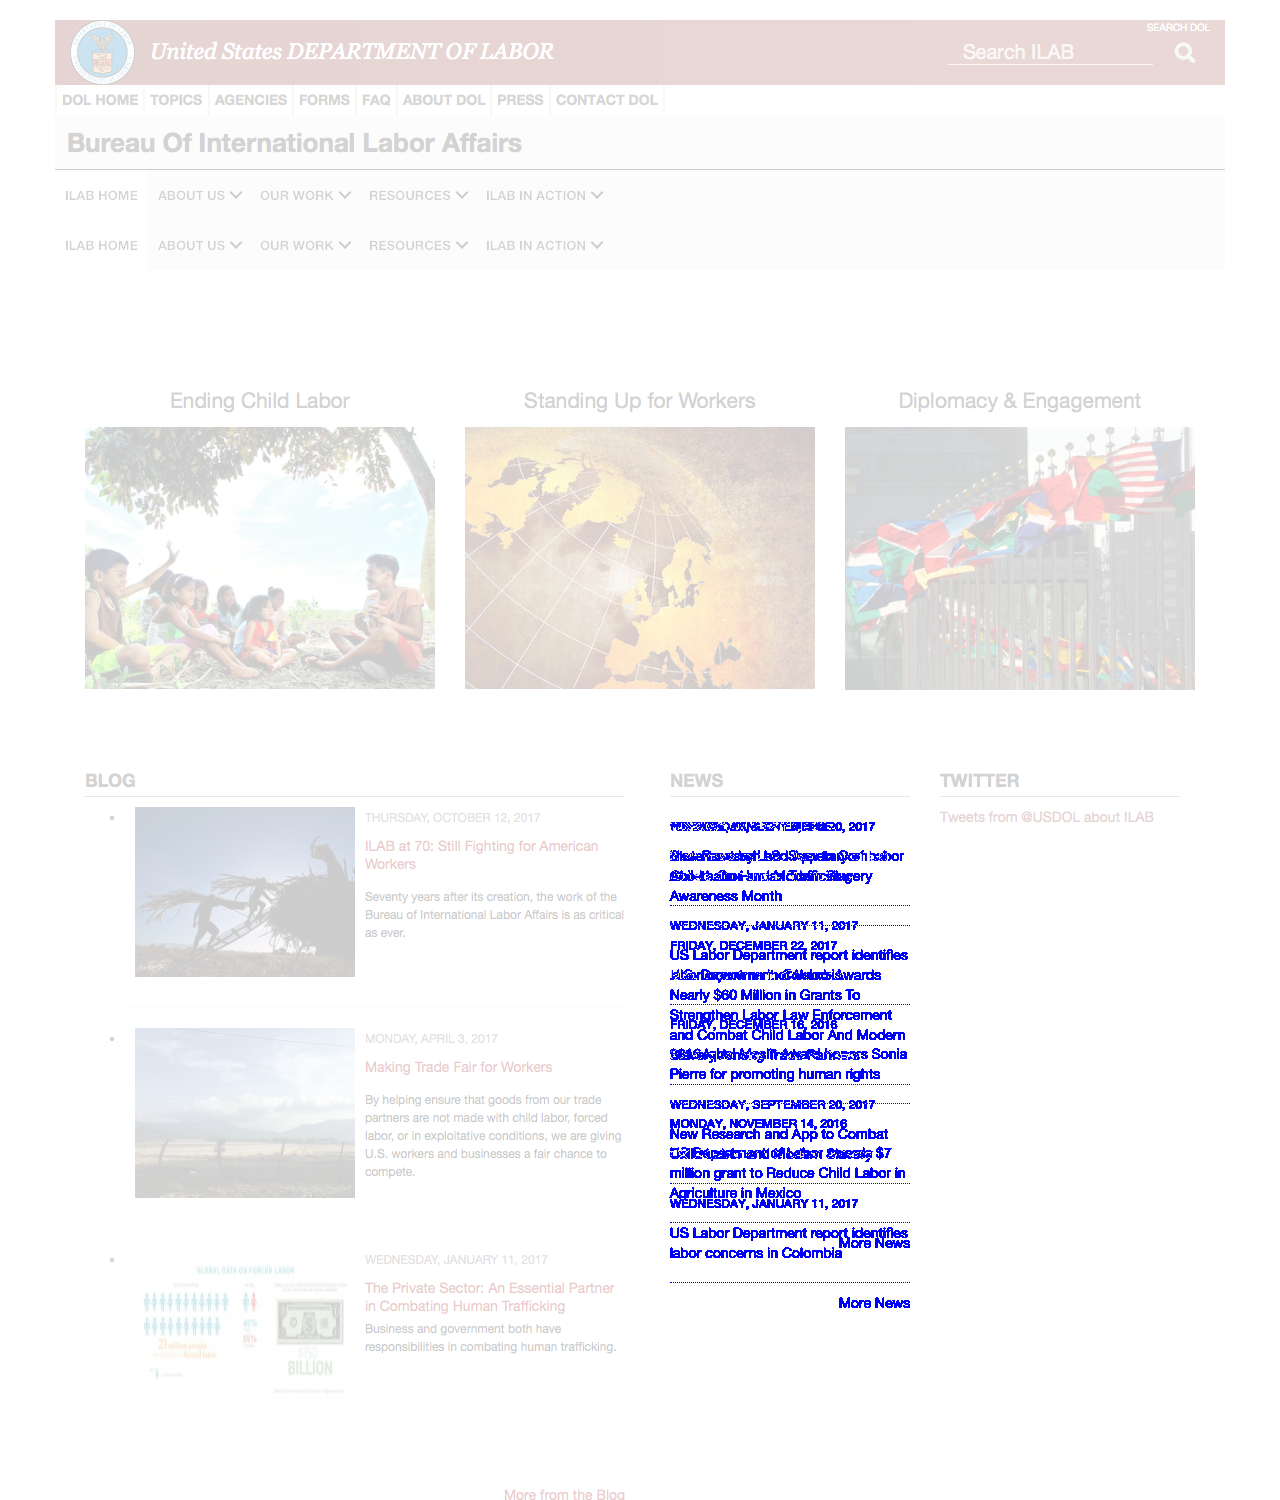 SEARCH DOL
United States DEPARTMENT OF LABOR
Search ILAB
DOL HOME TOPICS AGENCIES FORMS FAQ ABOUT DOL PRESS CONTACT DOL
Bureau Of International Labor Affairs
ILAB HOME ABOUT US OUR WORK RESOURCES ILAB IN ACTION
ILAB HOME ABOUT US OUR WORK RESOURCES ILAB IN ACTION
Ending Child Labor
Standing Up for Workers
Diplomacy & Engagement
BLOG
THURSDAY, OCTOBER 12, 2017
ILAB at 70: Still Fighting for American
Workers
Seventy years after its creation, the work of the
Bureau of International Labor Affairs is as critical
as ever.
MONDAY, APRIL 3, 2017
Making Trade Fair for Workers
By helping ensure that goods from our trade
partners are not made with child labor, forced
labor, or in exploitative conditions, we are giving
U.S. workers and businesses a fair chance to
compete.
GLOBAL DATA ON FORCED LABOR
21 million people
$150
BILLION
WEDNESDAY, JANUARY 11, 2017
The Private Sector: An Essential Partner
in Combating Human Trafficking
Business and government both have
responsibilities in combating human trafficking.
More from the Blog
NEWS
2017
Awareness Month
WEDNESDAY, JANUARY 11, 2017
FRIDAY, DECEMBER 22, 2017
US Labor Department report identifies
Awards
Nearly $60 Million in Grants To
Strengthen Labor Law Enforcement
FRIDAY, DECEMBER 16, 2016
and Combat Child Labor And Modern
Sonia
Pierre for promoting human rights
WEDNESDAY, SEPTEMBER 20, 2017
MONDAY, NOVEMBER 14, 2016
New Research and App to Combat
$7
million grant to Reduce Child Labor in
Agriculture in Mexico
WEDNESDAY, JANUARY 11, 2017
US Labor Department report identifies
More News
labor concerns in Colombia
More News
TWITTER
Tweets from @USDOL about ILAB